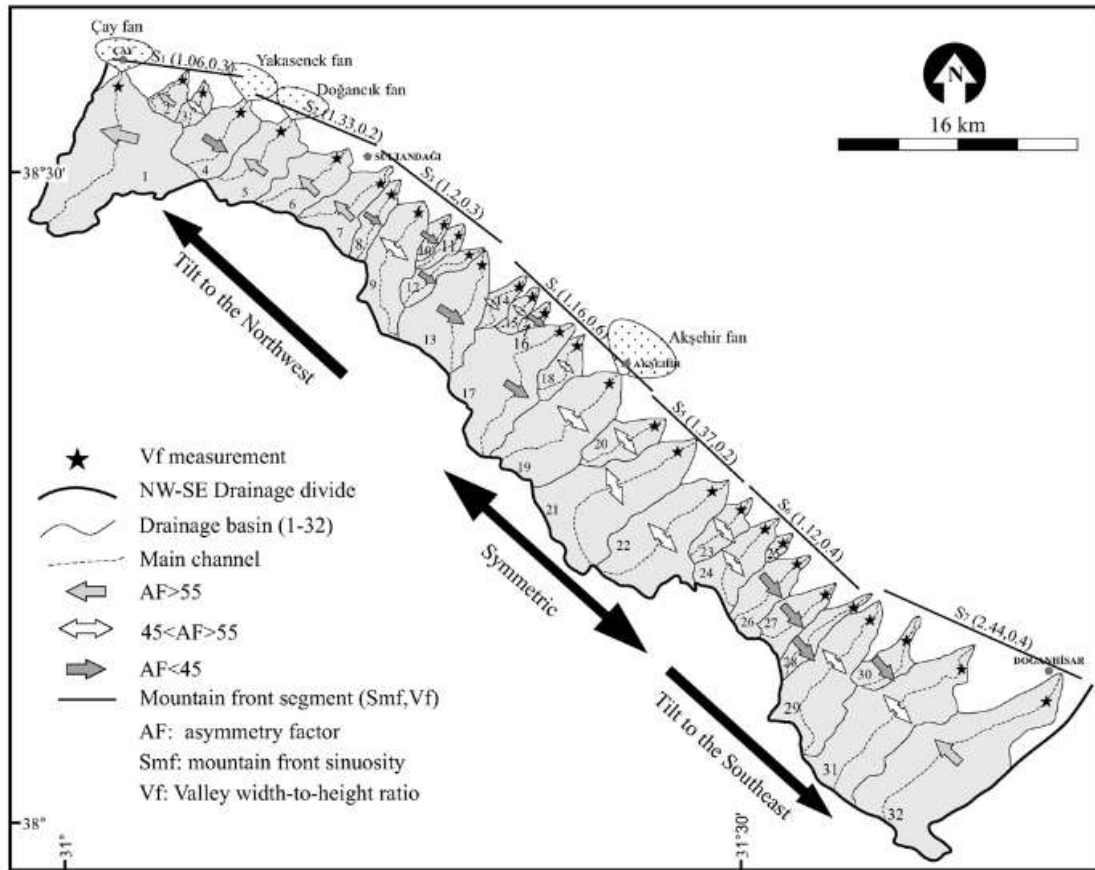 Çay fan
ÇAY
S₁ (1.06,0.3)
Yakasenek fan
Doğancık fan
S₂ (1.33,0.2)
SULTANDAĞI
S₃ (1.2,0.3)
N
16 km
38°30'
1
2
3
4
5
6
7
8
9
10
11
12
13
14
15
16
17
18
19
20
21
22
23
24
25
26
27
28
29
30
31
32
Tilt to the Northwest
(1.16,0.6)
Akşehir fan
AKŞEHİR
S₅ (1.37,0.2)
S₆ (1.12,0.4)
S₇ (2.44,0.4)
DOĞANHİSAR
Symmetric
Tilt to the Southeast
Vf measurement
NW-SE Drainage divide
Drainage basin (1-32)
Main channel
AF>55
45<AF>55
AF<45
Mountain front segment (Smf,Vf)
AF: asymmetry factor
Smf: mountain front sinuosity
Vf: Valley width-to-height ratio
38°
31°
31°30'